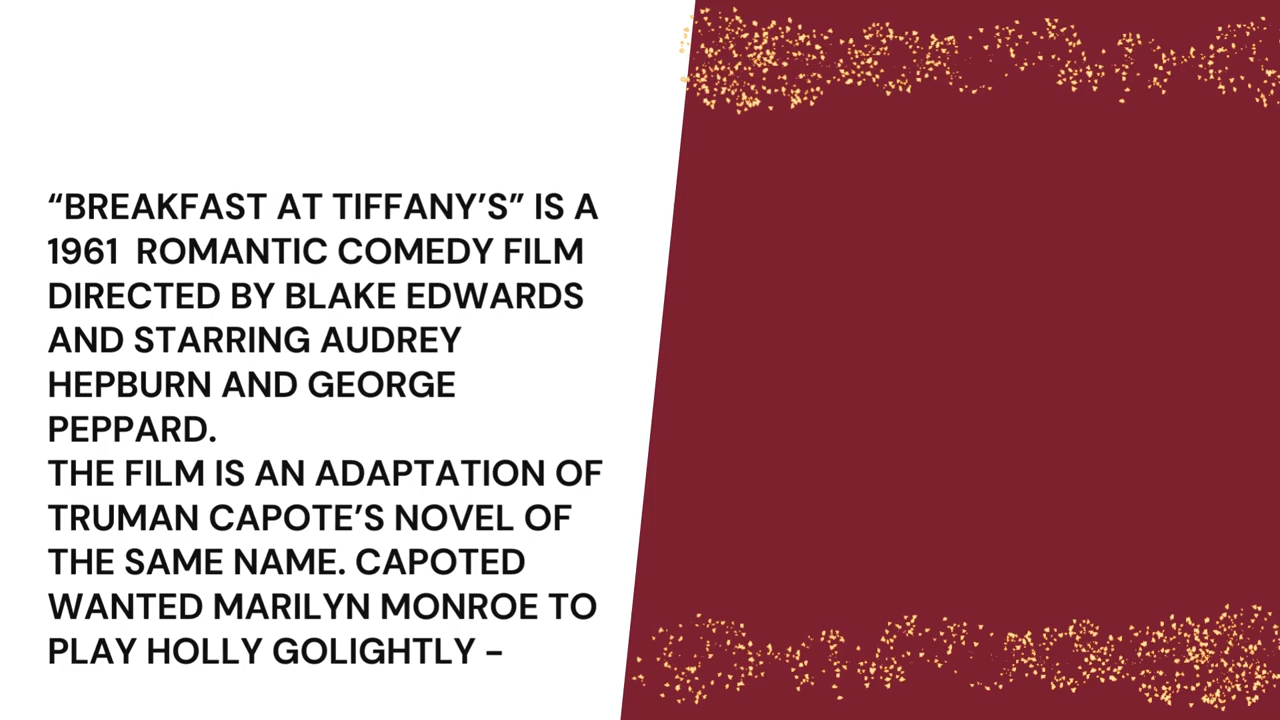 “BREAKFAST AT TIFFANY’S” IS A
1961  ROMANTIC COMEDY FILM
DIRECTED BY BLAKE EDWARDS
AND STARRING AUDREY
HEPBURN AND GEORGE
PEPPARD.
THE FILM IS AN ADAPTATION OF
TRUMAN CAPOTE’S NOVEL OF
THE SAME NAME. CAPOTED
WANTED MARILYN MONROE TO
PLAY HOLLY GOLIGHTLY –